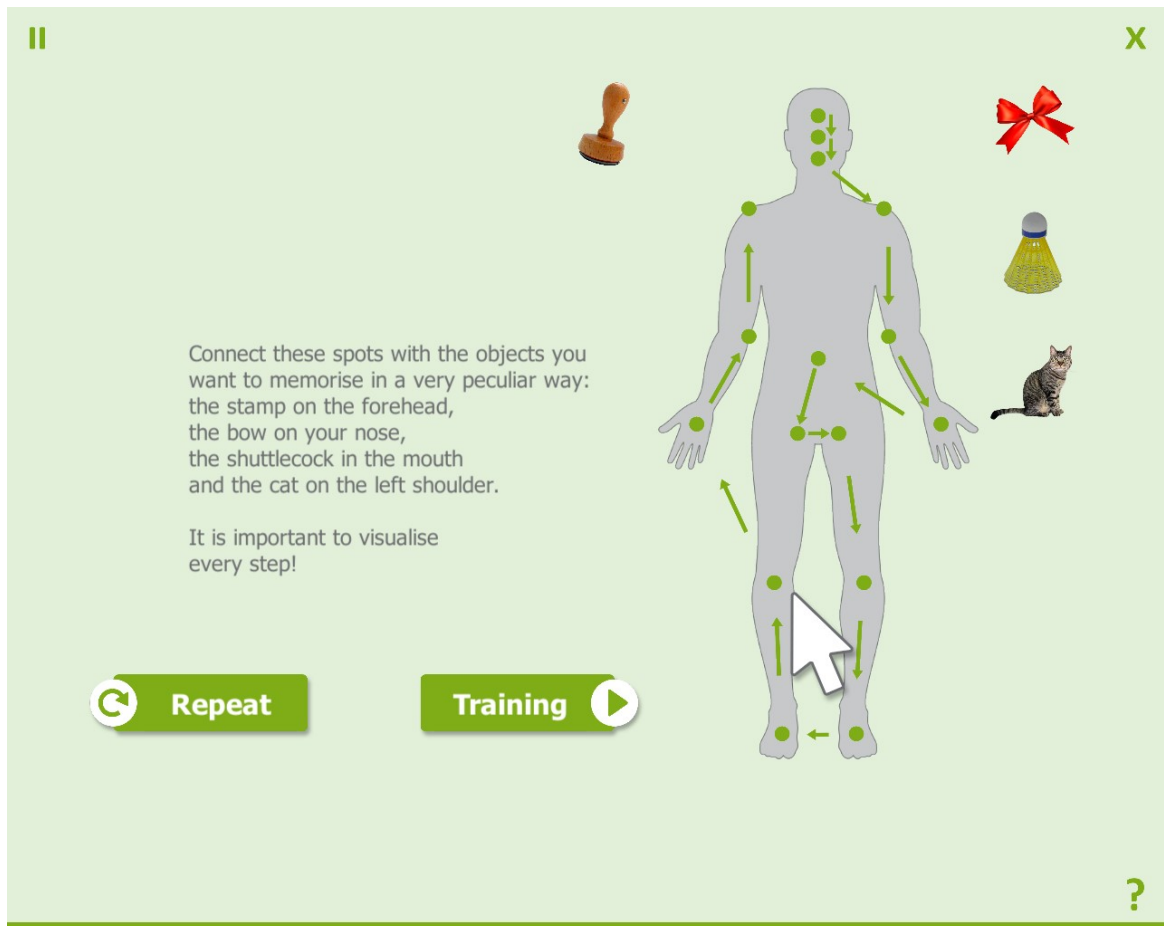 X
Connect these spots with the objects you
want to memorise in a very peculiar way:
the stamp on the forehead,
the bow on your nose,
the shuttlecock in the mouth
and the cat on the left shoulder.
It is important to visualise
every step!
Repeat
Training
?